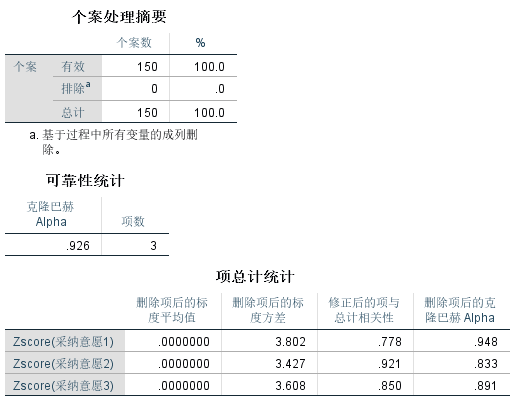 个案处理摘要
个案数 %
个案 有效 150 100.0
排除a 0 .0
总计 150 100.0
a. 基于过程中所有变量的成列删
除。
可靠性统计
克隆巴赫
Alpha 项数
.926 3
项总计统计
删除项后的标 删除项后的标 修正后的项与 删除项后的克
度平均值 度方差 总计相关性 隆巴赫 Alpha
Zscore(采纳意愿1) .0000000 3.802 .778 .948
Zscore(采纳意愿2) .0000000 3.427 .921 .833
Zscore(采纳意愿3) .0000000 3.608 .850 .891